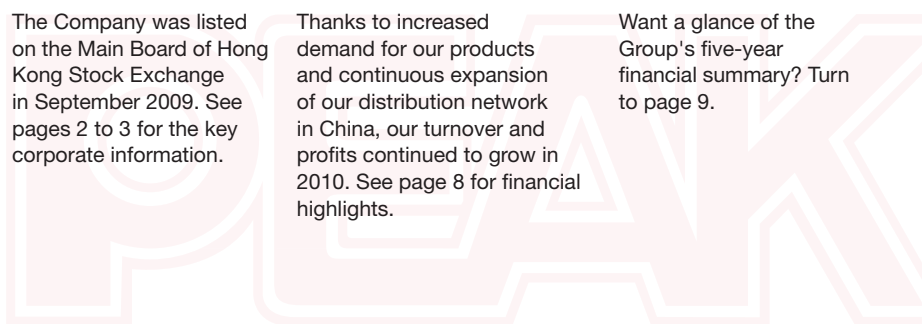 The Company was listed
on the Main Board of Hong
Kong Stock Exchange
in September 2009. See
pages 2 to 3 for the key
corporate information.
Thanks to increased
demand for our products
and continuous expansion
of our distribution network
in China, our turnover and
profits continued to grow in
2010. See page 8 for financial
highlights.
Want a glance of the
Group's five-year
financial summary? Turn
to page 9.
PEAK